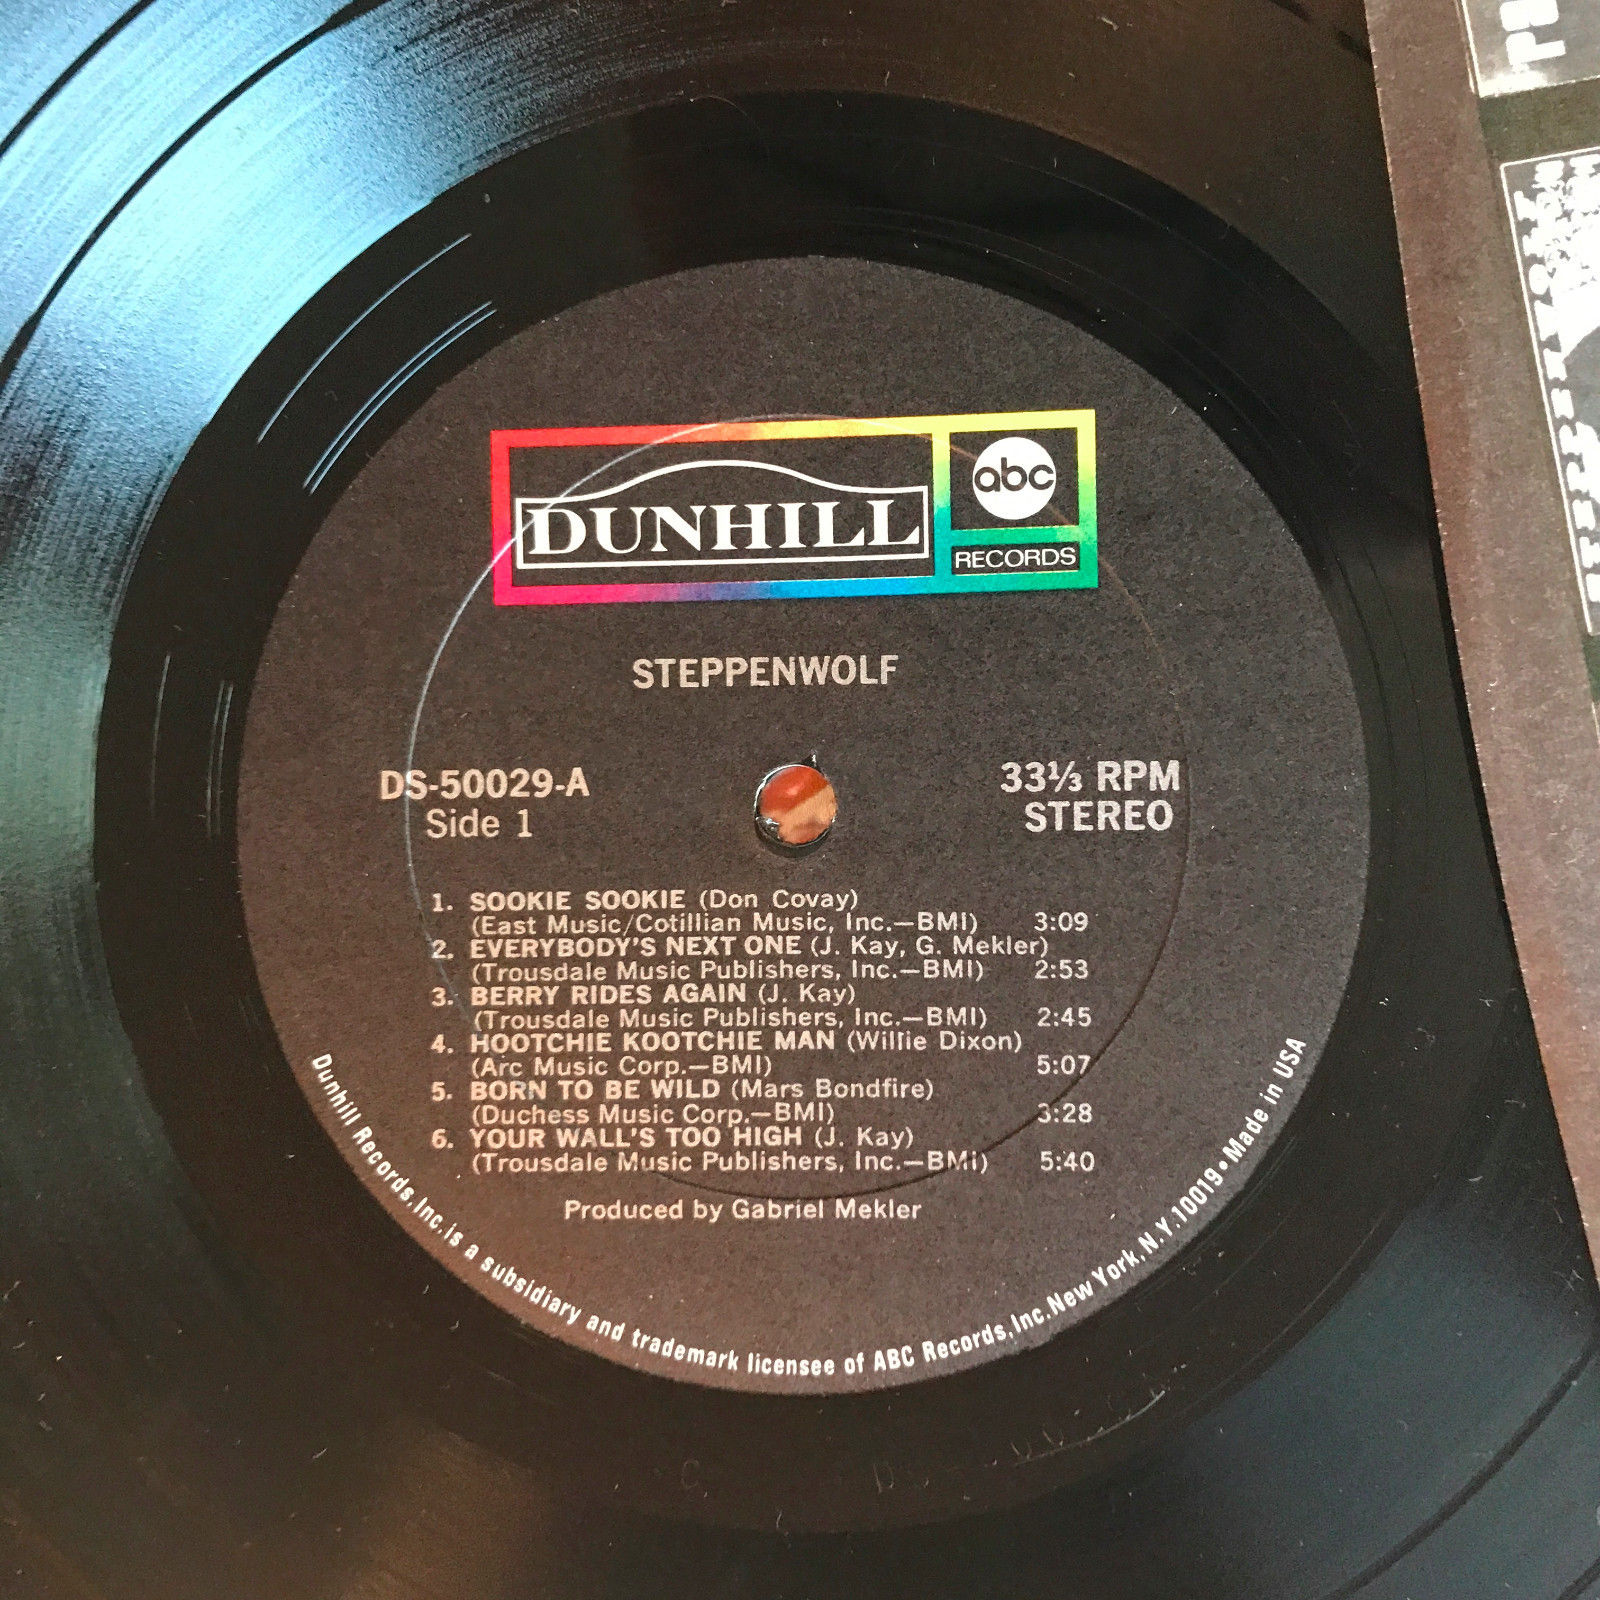 DUNHILL
abc
RECORDS
STEPPENWOLF
DS-50029-A
Side 1
33⅓ RPM
STEREO
1. SOOKIE SOOKIE (Don Covay)
(East Music/Cotillian Music, Inc.—BMI) 3:09
2. EVERYBODY'S NEXT ONE (J. Kay, G. Mekler)
(Trousdale Music Publishers, Inc.—BMI) 2:53
3. BERRY RIDES AGAIN (J. Kay)
(Trousdale Music Publishers, Inc.—BMI) 2:45
4. HOOTCHIE KOOTCHIE MAN (Willie Dixon)
(Arc Music Corp.—BMI) 5:07
5. BORN TO BE WILD (Mars Bondfire)
(Duchess Music Corp.—BMI) 3:28
6. YOUR WALL'S TOO HIGH (J. Kay)
(Trousdale Music Publishers, Inc.—BMI) 5:40
Produced by Gabriel Mekler
Dunhill Records,Inc.is a subsidiary and trademark licensee of ABC Records,Inc.New York,N.Y.10019•Made in USA